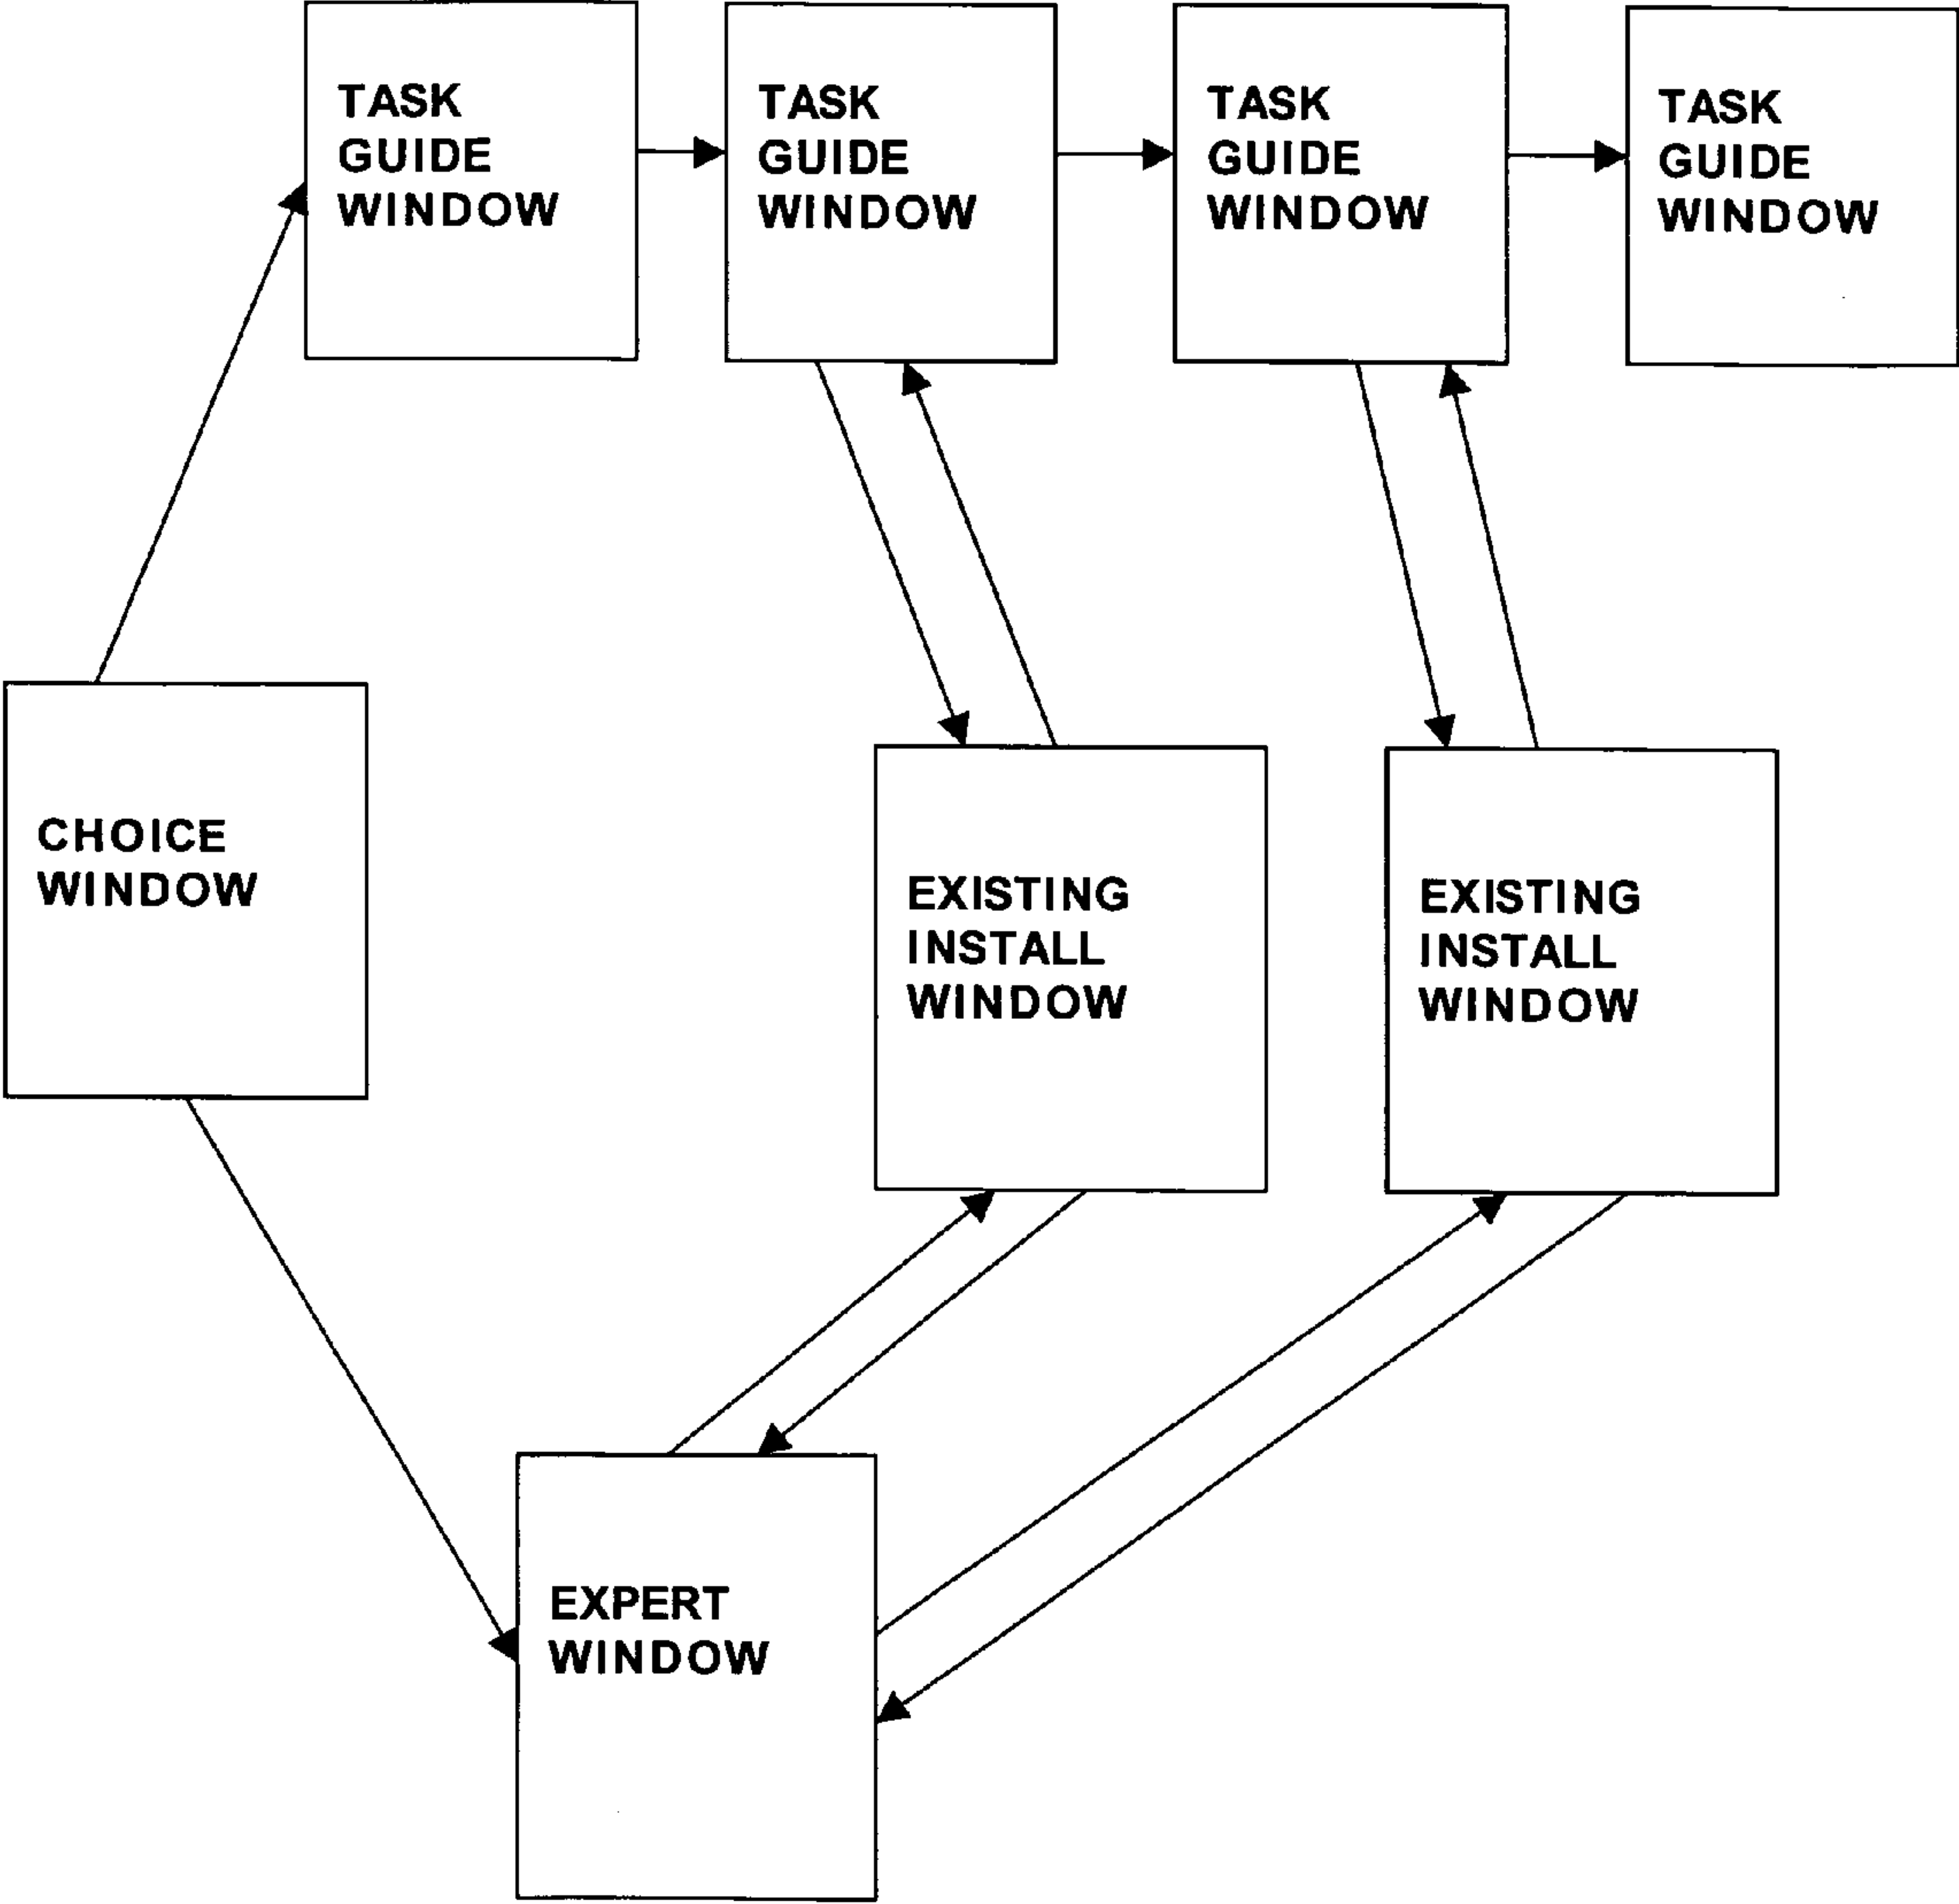 TASK
GUIDE
WINDOW
TASK
GUIDE
WINDOW
TASK
GUIDE
WINDOW
TASK
GUIDE
WINDOW
CHOICE
WINDOW
EXISTING
INSTALL
WINDOW
EXISTING
INSTALL
WINDOW
EXPERT
WINDOW